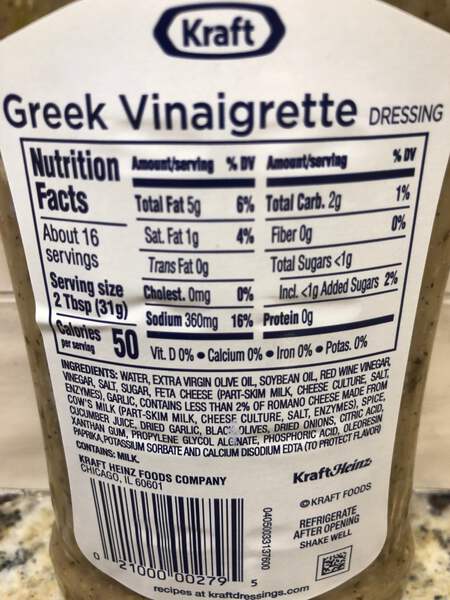 Kraft
Greek Vinaigrette DRESSING
Nutrition Facts
About 16 servings
Serving size
2 Tbsp (31g)
Calories per serving 50
Amount/serving % DV
Total Fat 5g 6%
Sat. Fat 1g 4%
Trans Fat 0g
Cholest. 0mg 0%
Sodium 360mg 16%
Amount/serving % DV
Total Carb. 2g 1%
Fiber 0g 0%
Total Sugars <1g
Incl. <1g Added Sugars 2%
Protein 0g
Vit. D 0% • Calcium 0% • Iron 0% • Potas. 0%
INGREDIENTS: WATER, EXTRA VIRGIN OLIVE OIL, SOYBEAN OIL, RED WINE VINEGAR,
VINEGAR, SALT, SUGAR, FETA CHEESE (PART-SKIM MILK, CHEESE CULTURE, SALT,
ENZYMES), GARLIC, CONTAINS LESS THAN 2% OF ROMANO CHEESE MADE FROM
COW'S MILK (PART-SKIM MILK, CHEESE CULTURE, SALT, ENZYMES), SPICE,
CUCUMBER JUICE, DRIED GARLIC, BLACK OLIVES, DRIED ONIONS, CITRIC ACID,
XANTHAN GUM, PROPYLENE GLYCOL ALGINATE, PHOSPHORIC ACID, OLEORESIN
PAPRIKA, POTASSIUM SORBATE AND CALCIUM DISODIUM EDTA (TO PROTECT FLAVOR)
CONTAINS: MILK.
KRAFT HEINZ FOODS COMPANY
CHICAGO, IL 60601
KraftHeinz
© KRAFT FOODS
REFRIGERATE
AFTER OPENING
SHAKE WELL
04050033137600
0 21000 00279 5
recipes at kraftdressings.com